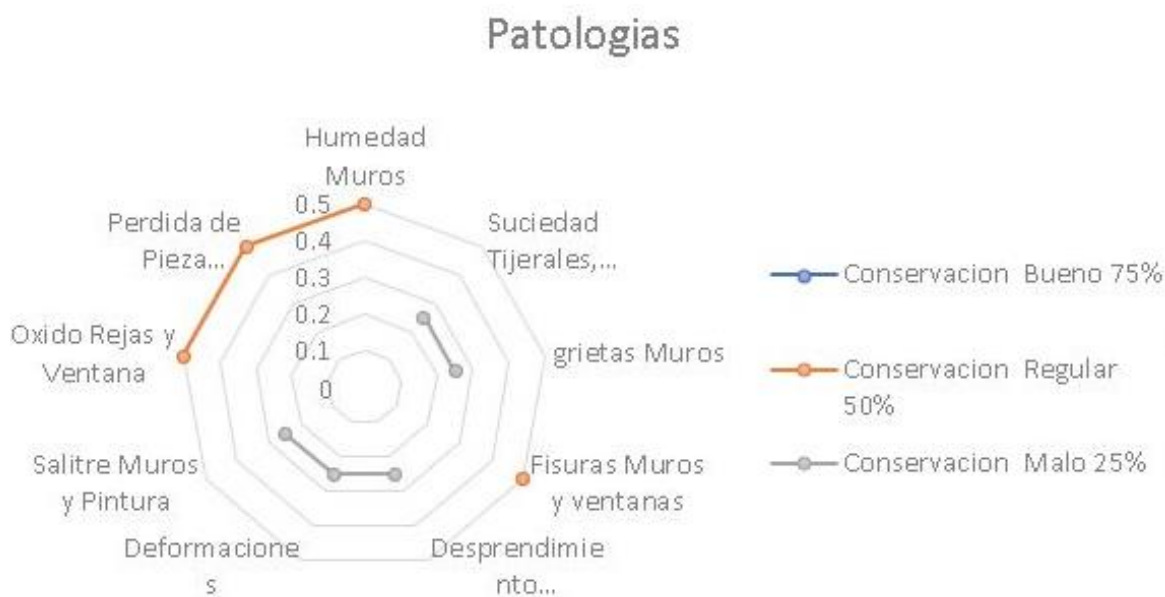 Patologias
Humedad
Muros
Suciedad
Tijerales,...
grietas Muros
Fisuras Muros
y ventanas
Desprendimie
nto...
Deformacione
s
Salitre Muros
y Pintura
Oxido Rejas y
Ventana
Perdida de
Pieza...
0.5
0.4
0.3
0.2
0.1
0
Conservacion Bueno 75%
Conservacion Regular
50%
Conservacion Malo 25%